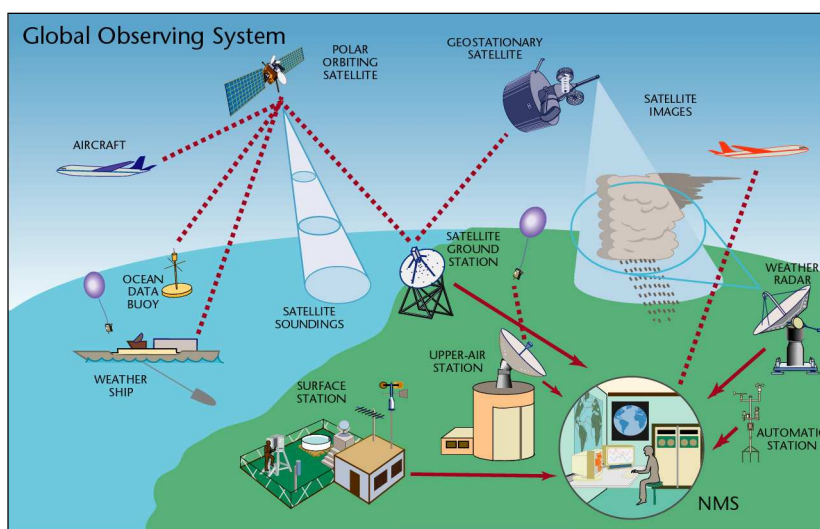 Global Observing System
POLAR
ORBITING
SATELLITE
GEOSTATIONARY
SATELLITE
SATELLITE
IMAGES
AIRCRAFT
OCEAN
DATA
BUOY
SATELLITE
SOUNDINGS
SATELLITE
GROUND
STATION
WEATHER
RADAR
WEATHER
SHIP
UPPER-AIR
STATION
SURFACE
STATION
AUTOMATIC
STATION
NMS